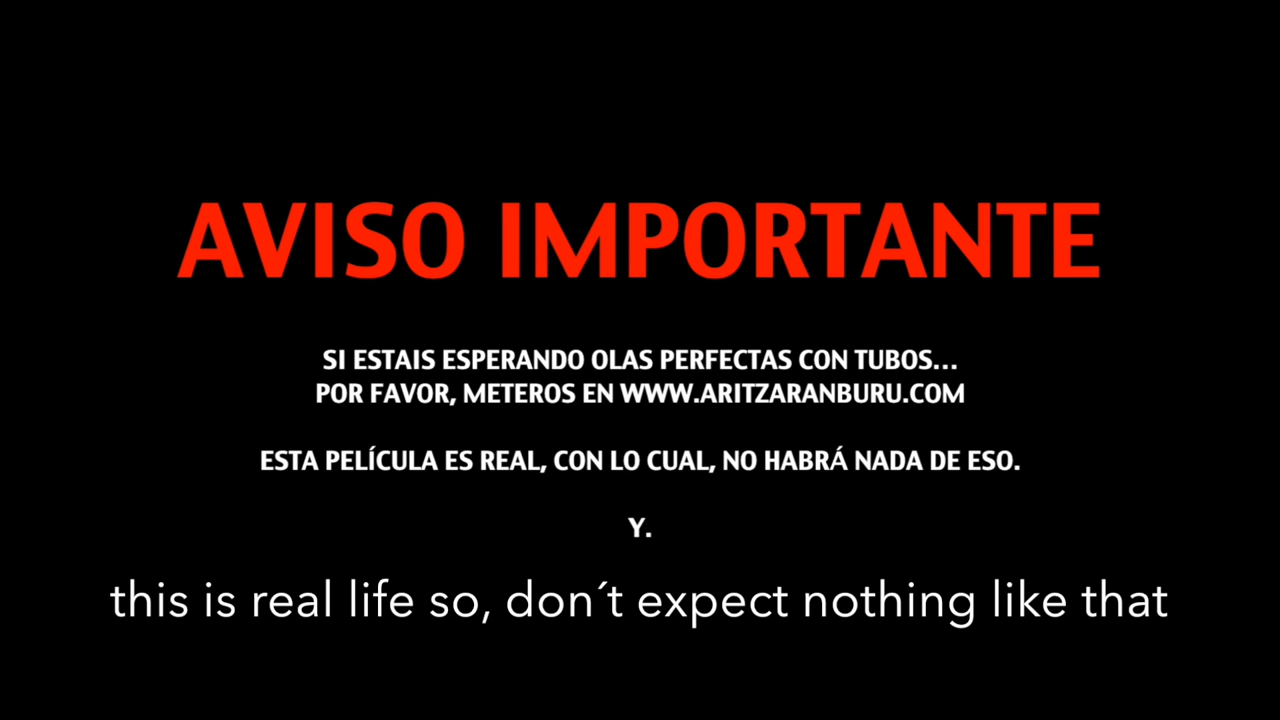 AVISO IMPORTANTE
SI ESTAIS ESPERANDO OLAS PERFECTAS CON TUBOS...
POR FAVOR, METEROS EN WWW.ARITZARANBURU.COM
ESTA PELÍCULA ES REAL, CON LO CUAL, NO HABRÁ NADA DE ESO.
Y.
this is real life so, don´t expect nothing like that